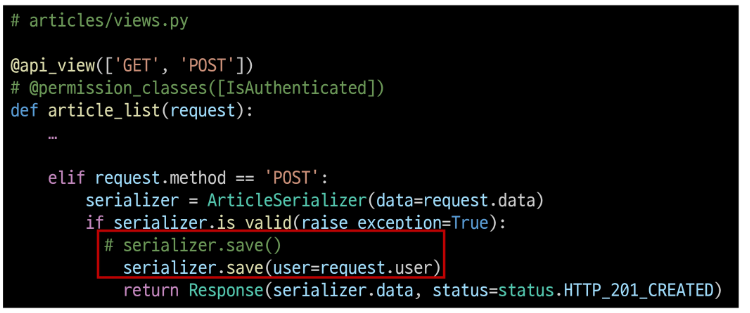 # articles/views.py
@api_view(['GET', 'POST'])
# @permission_classes([IsAuthenticated])
def article_list(request):
…
elif request.method == 'POST':
serializer = ArticleSerializer(data=request.data)
if serializer.is_valid(raise_exception=True):
# serializer.save()
serializer.save(user=request.user)
return Response(serializer.data, status=status.HTTP_201_CREATED)